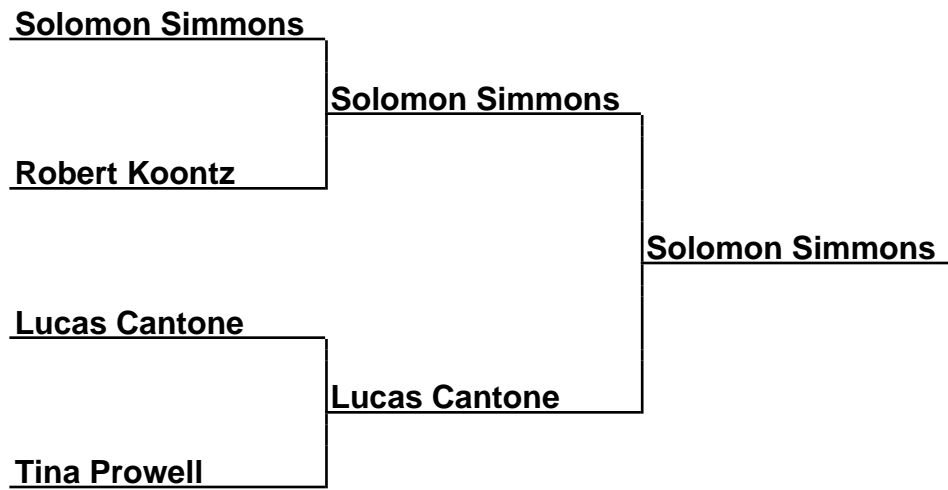 Solomon Simmons
Solomon Simmons
Robert Koontz
Solomon Simmons
Lucas Cantone
Lucas Cantone
Tina Prowell